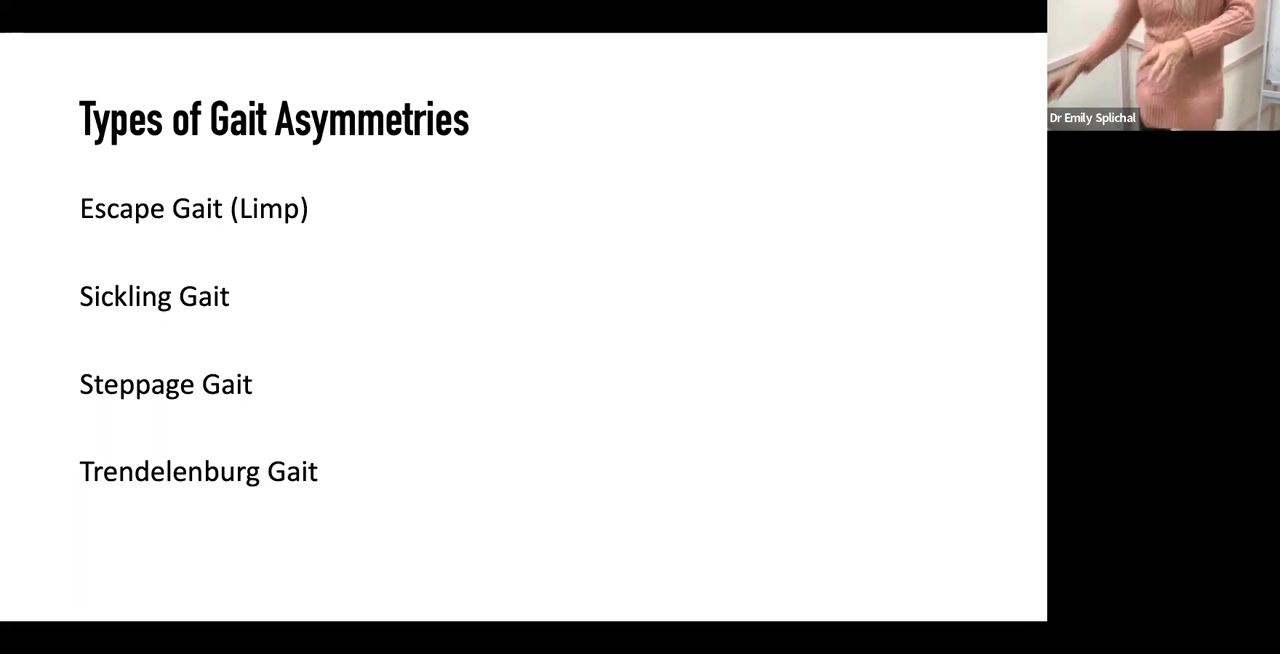 Types of Gait Asymmetries
Escape Gait (Limp)
Sickling Gait
Steppage Gait
Trendelenburg Gait
Dr Emily Splichal